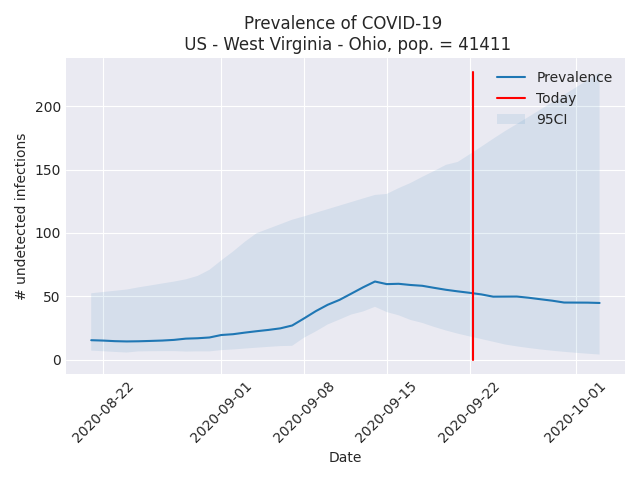 Prevalence of COVID-19
US - West Virginia - Ohio, pop. = 41411
Prevalence
Today
95CI
# undetected infections
200
150
100
50
0
2020-08-22
2020-09-01
2020-09-08
2020-09-15
2020-09-22
2020-10-01
Date